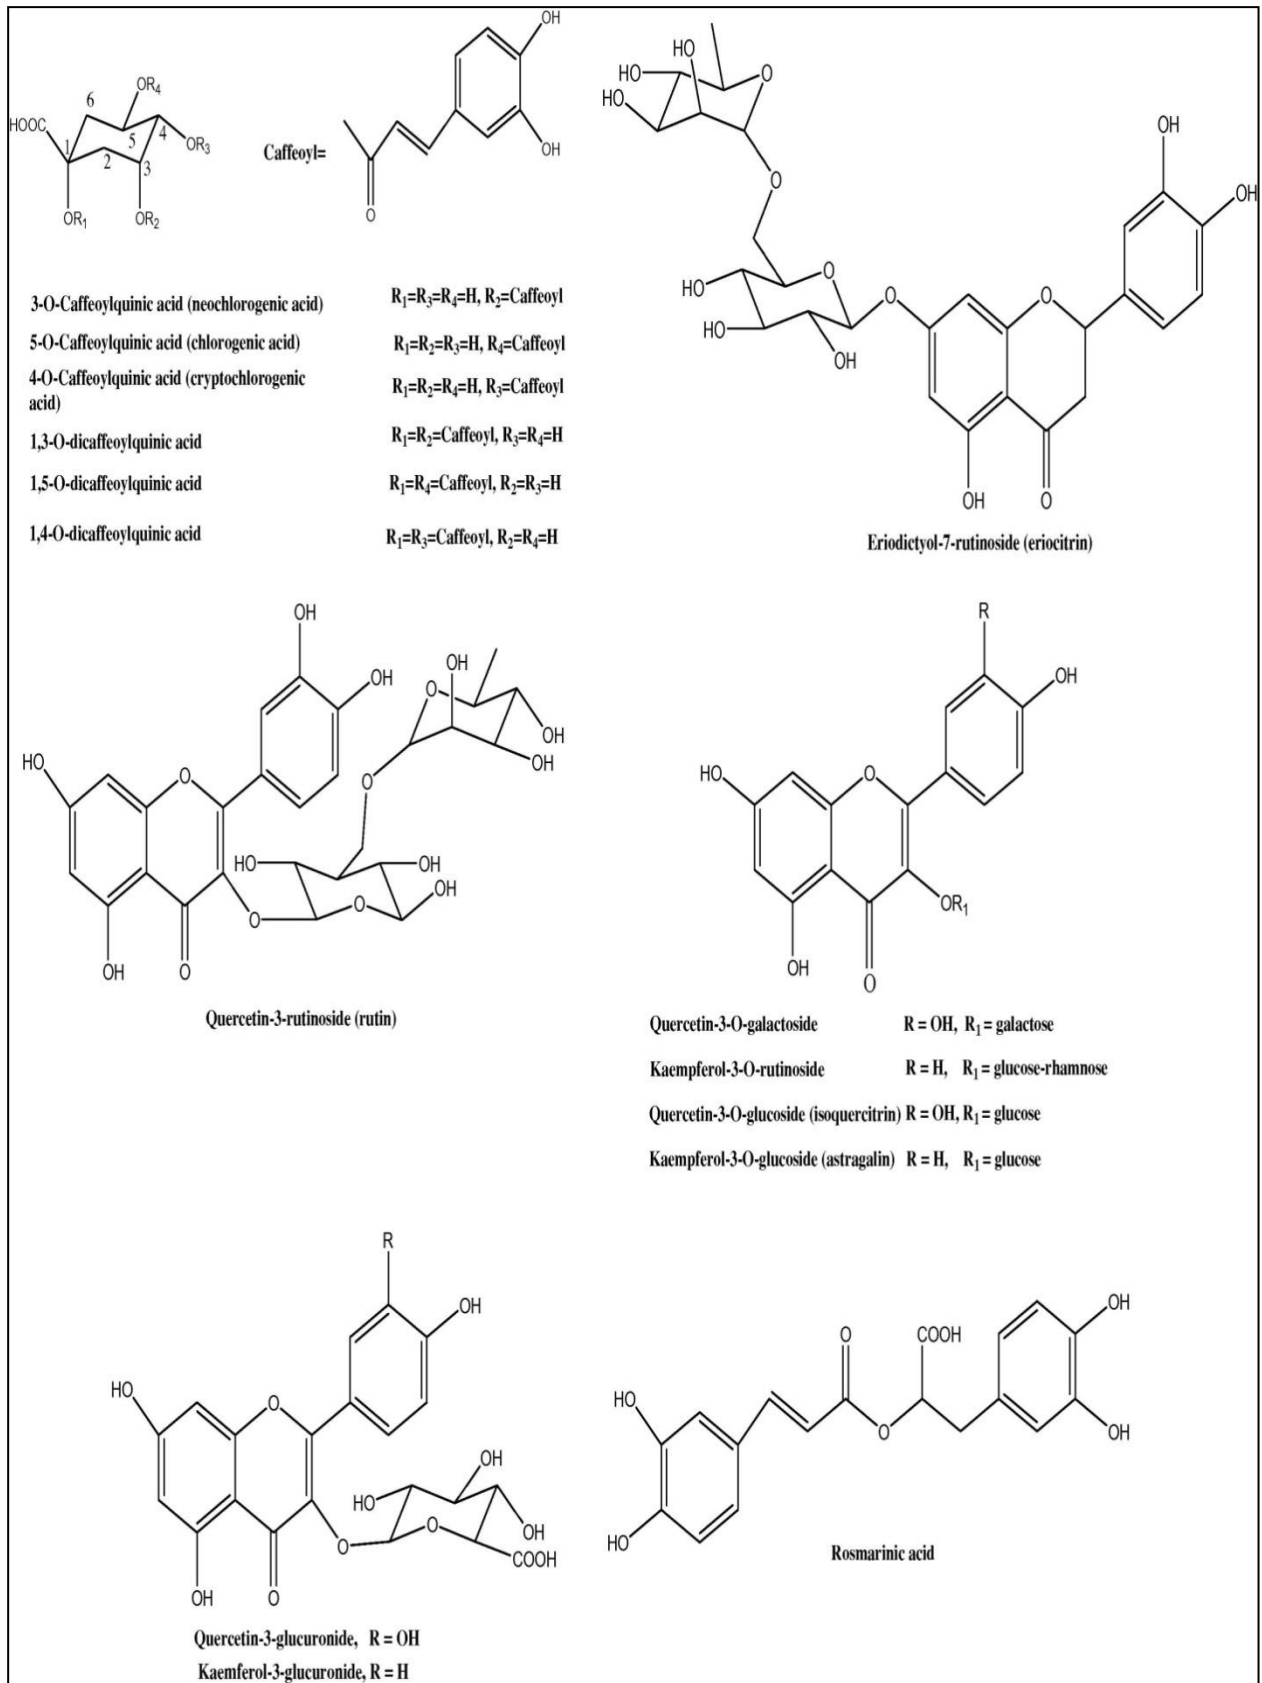 OH
OR4
6
HOOC
5
4
1
2
OR3
3
OR1
OR2
Caffeoyl=
OH
O
3-O-Caffeoylquinic acid (neochlorogenic acid) R1=R3=R4=H, R2=Caffeoyl
5-O-Caffeoylquinic acid (chlorogenic acid) R1=R2=R3=H, R4=Caffeoyl
4-O-Caffeoylquinic acid (cryptochlorogenic
acid) R1=R2=R4=H, R3=Caffeoyl
1,3-O-dicaffeoylquinic acid R1=R2=Caffeoyl, R3=R4=H
1,5-O-dicaffeoylquinic acid R1=R4=Caffeoyl, R2=R3=H
1,4-O-dicaffeoylquinic acid R1=R3=Caffeoyl, R2=R4=H
HO
HO
O
HO
O
OH
OH
O
HO
O
O
HO
OH
OH
O
Eriodictyol-7-rutinoside (eriocitrin)
OH
OH
OH
O
OH
OH
HO
O
O
HO
OH
OH
O
O
OH
O
Quercetin-3-rutinoside (rutin)
R
OH
HO
O
OR1
OH
O
Quercetin-3-O-galactoside R = OH, R1 = galactose
Kaempferol-3-O-rutinoside R = H, R1 = glucose-rhamnose
Quercetin-3-O-glucoside (isoquercitrin) R = OH, R1 = glucose
Kaempferol-3-O-glucoside (astragalin) R = H, R1 = glucose
R
OH
HO
O
OH
HO
O
OH
O
COOH
OH
O
Quercetin-3-glucuronide, R = OH
Kaemferol-3-glucuronide, R = H
OH
O
COOH
HO
O
OH
HO
Rosmarinic acid